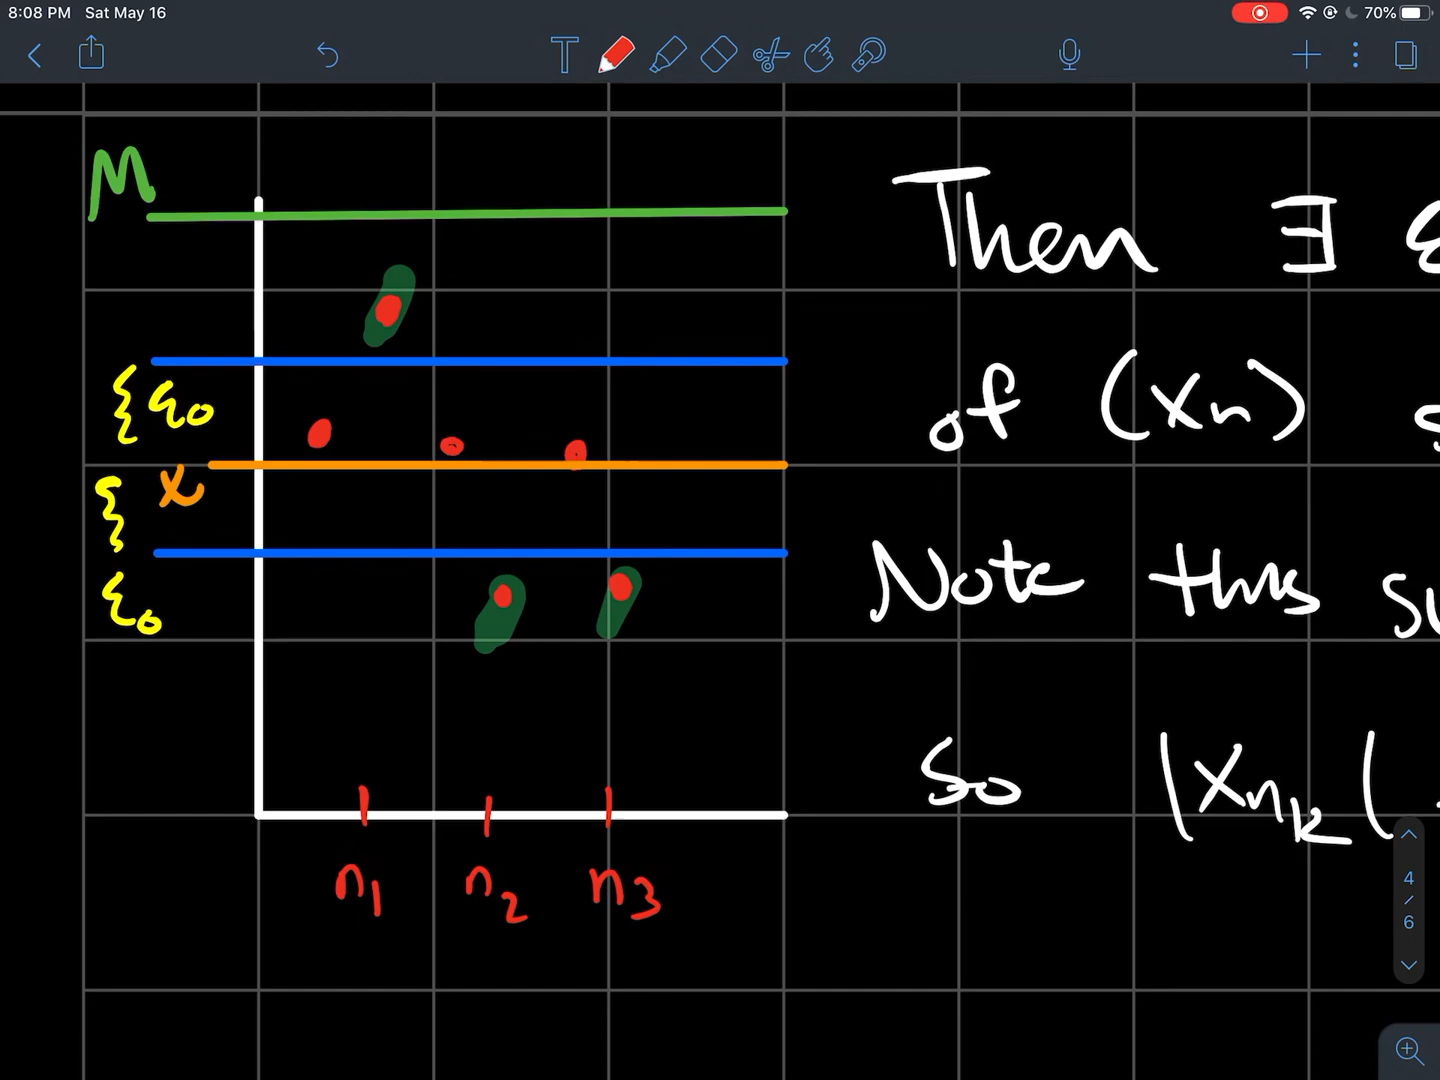 8:08 PM Sat May 16
70%
T
M
Then ∃ ε
{ε₀
of (xn) s
x
{
Note this su
ε₀
So |Xnk|
n₁ n₂ n₃
4
/
6